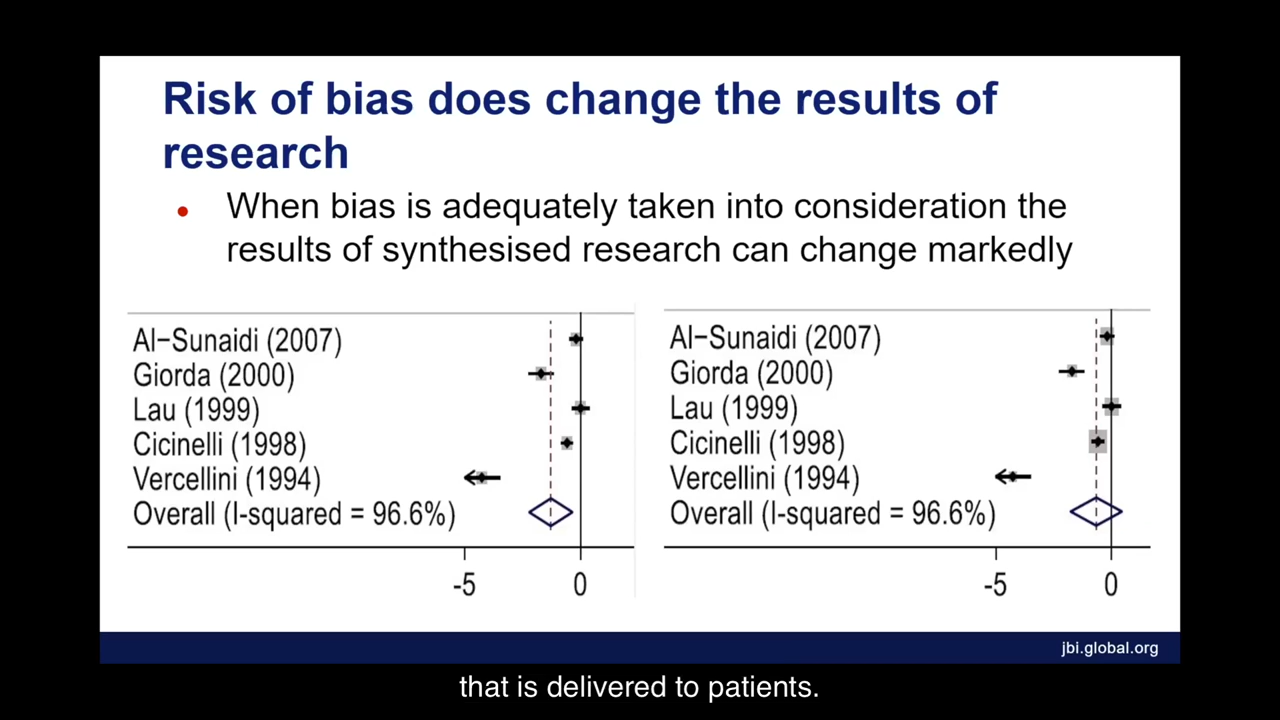 Risk of bias does change the results of
research
• When bias is adequately taken into consideration the
results of synthesised research can change markedly
Al−Sunaidi (2007)
Giorda (2000)
Lau (1999)
Cicinelli (1998)
Vercellini (1994)
Overall (I-squared = 96.6%)
-5 0
Al−Sunaidi (2007)
Giorda (2000)
Lau (1999)
Cicinelli (1998)
Vercellini (1994)
Overall (I-squared = 96.6%)
-5 0
jbi.global.org
that is delivered to patients.